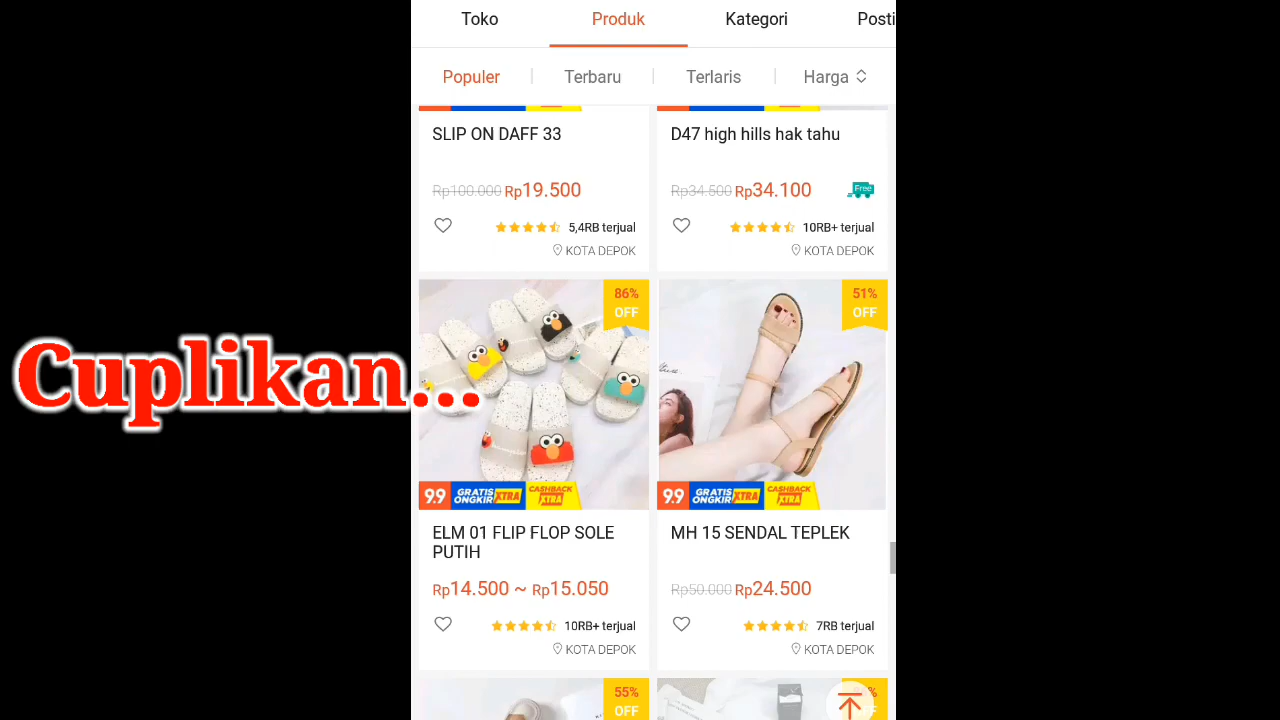 Toko
Produk
Kategori
Posti
Populer
Terbaru
Terlaris
Harga
SLIP ON DAFF 33
Rp100.000 Rp19.500
5,4RB terjual
KOTA DEPOK
D47 high hills hak tahu
Rp34.500 Rp34.100
Free
10RB+ terjual
KOTA DEPOK
Cuplikan...
86%
OFF
9.9
GRATIS
ONGKIR XTRA
CASHBACK
XTRA
ELM 01 FLIP FLOP SOLE
PUTIH
Rp14.500 ~ Rp15.050
10RB+ terjual
KOTA DEPOK
51%
OFF
9.9
GRATIS
ONGKIR XTRA
CASHBACK
XTRA
MH 15 SENDAL TEPLEK
Rp50.000 Rp24.500
7RB terjual
KOTA DEPOK
55%
OFF